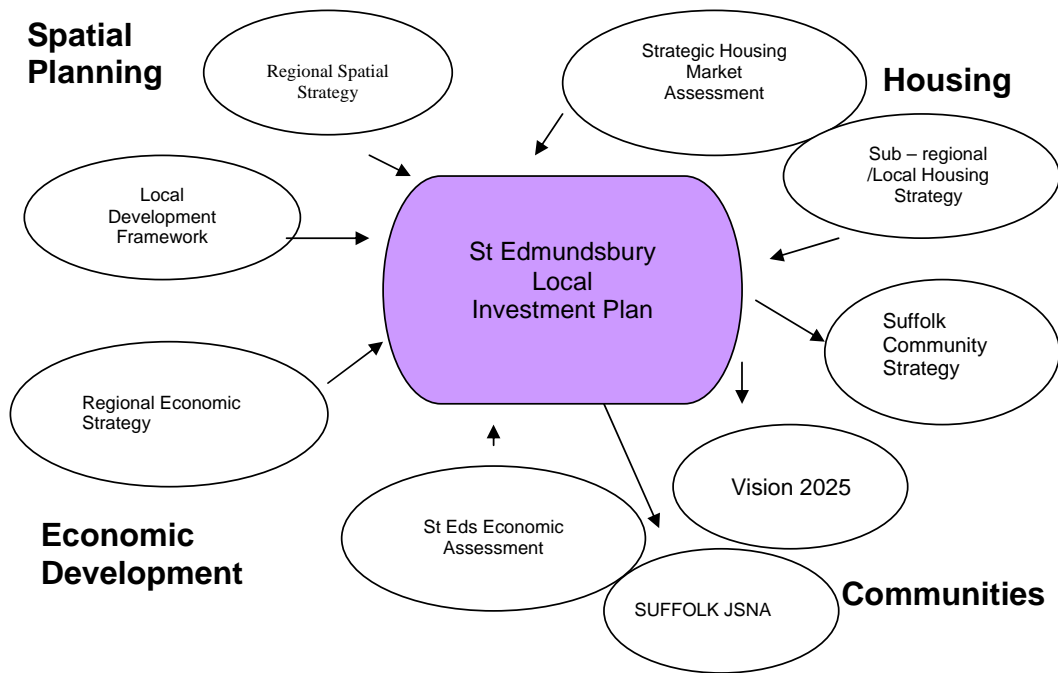 Spatial
Planning
Regional Spatial
Strategy
Strategic Housing
Market
Assessment
Housing
Sub – regional
/Local Housing
Strategy
Local
Development
Framework
St Edmundsbury
Local
Investment Plan
Suffolk
Community
Strategy
Regional Economic
Strategy
Vision 2025
St Eds Economic
Assessment
Economic
Development
SUFFOLK JSNA
Communities